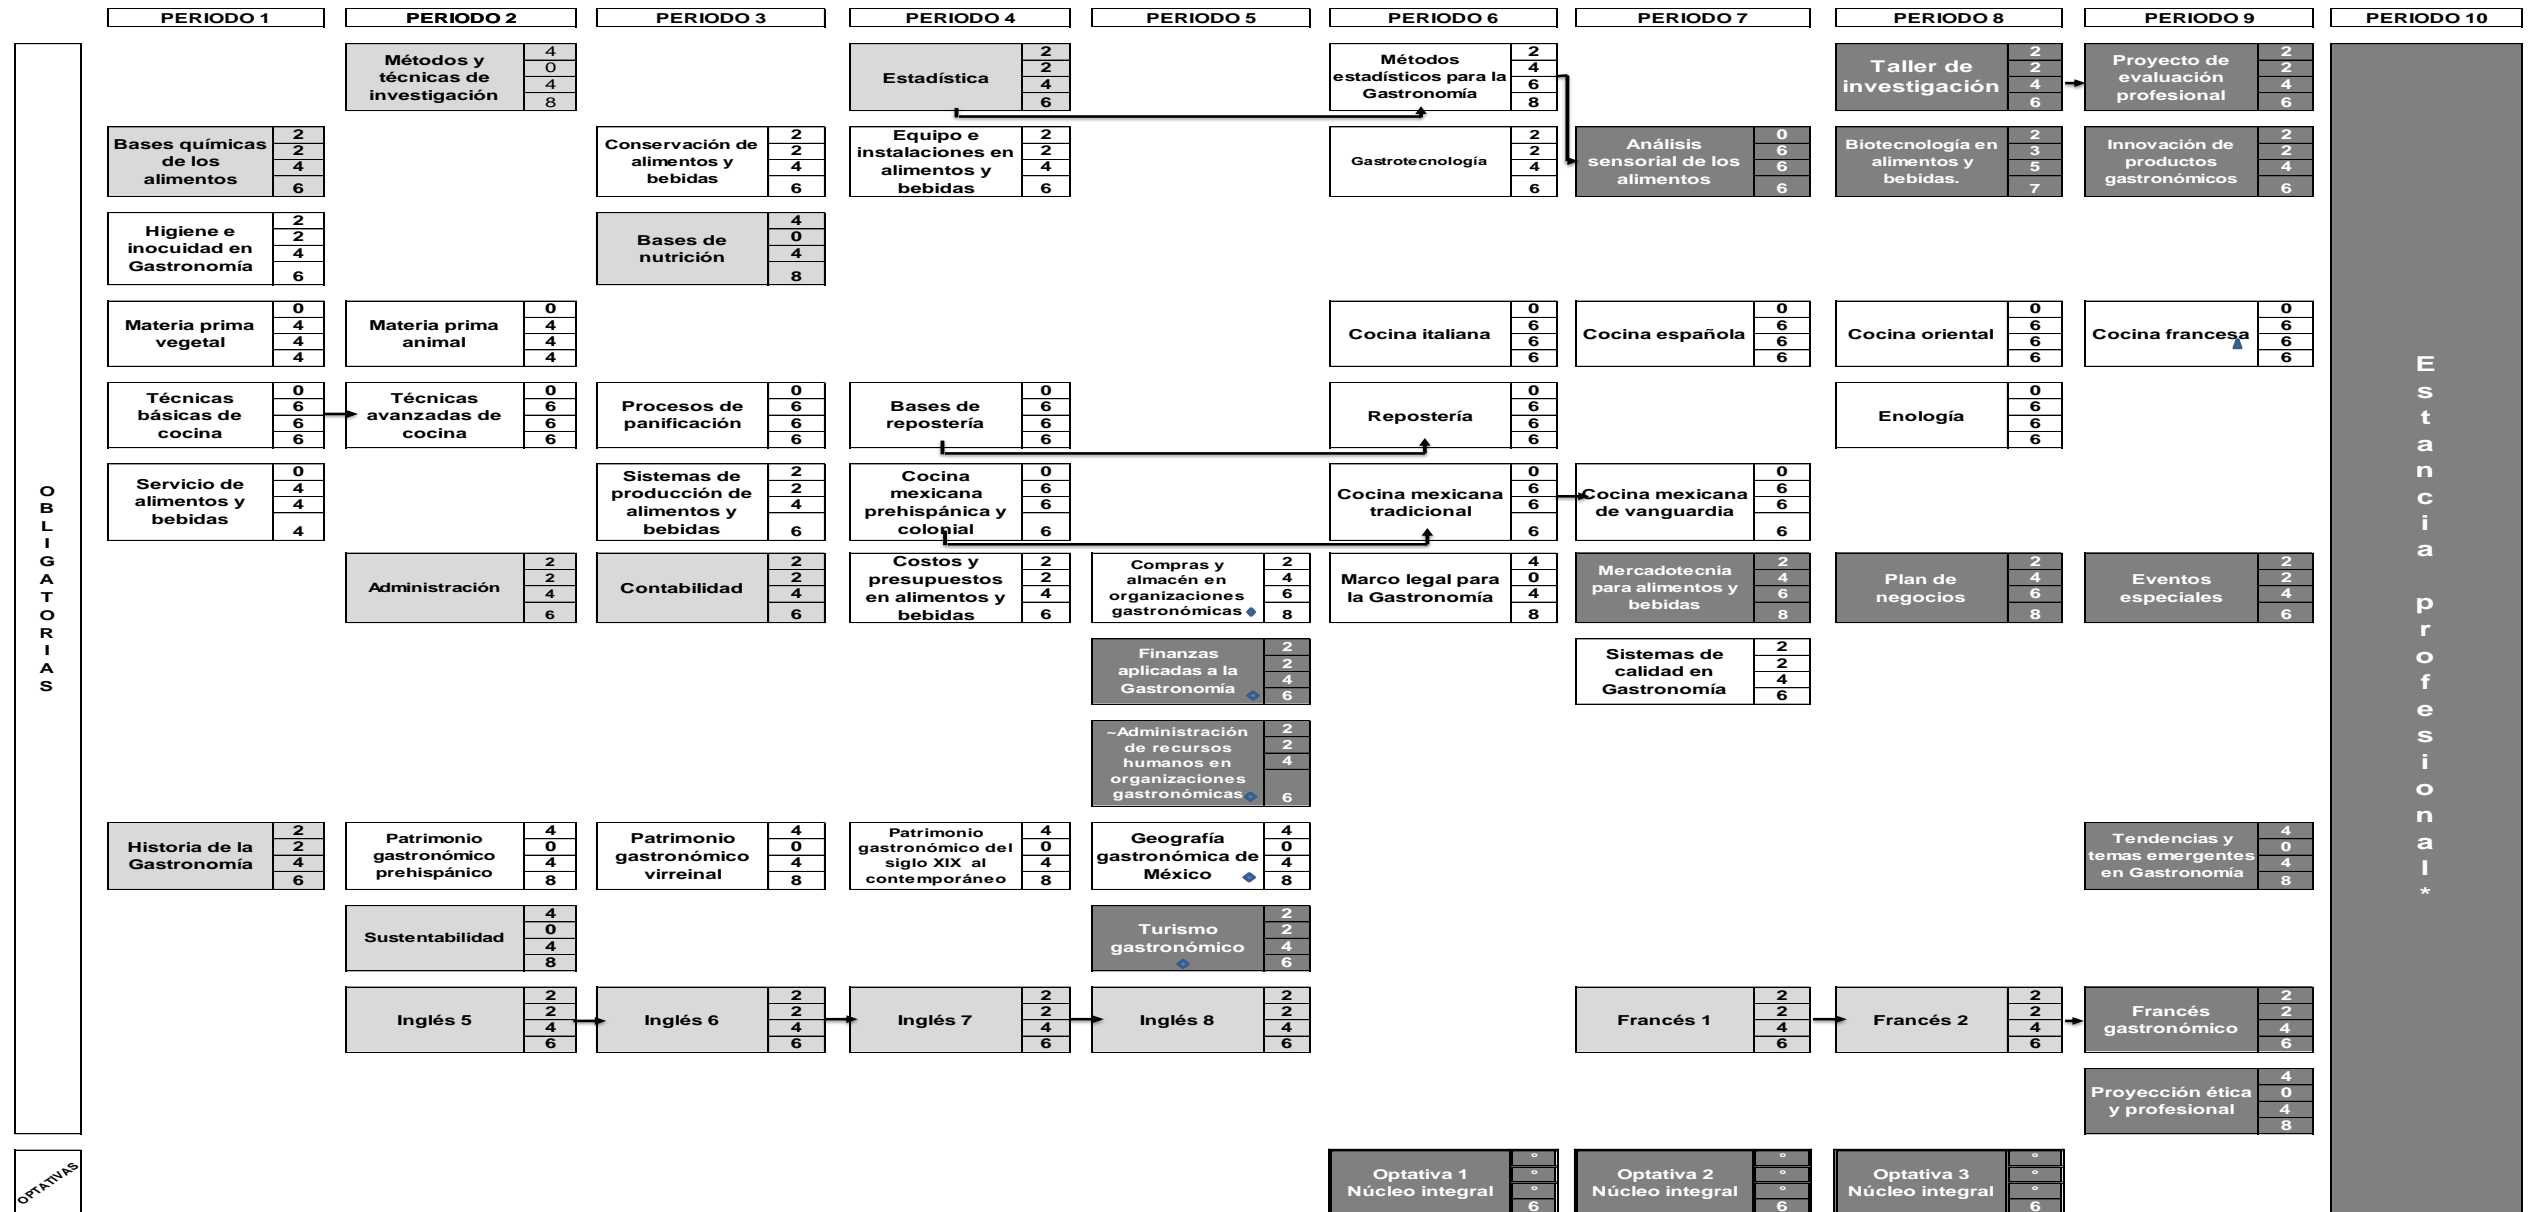 PERIODO 1 PERIODO 2 PERIODO 3 PERIODO 4 PERIODO 5 PERIODO 6 PERIODO 7 PERIODO 8 PERIODO 9 PERIODO 10
OBLIGATORIAS
Métodos y
técnicas de
investigación
4
0
4
8
Estadística
2
2
4
6
Métodos
estadísticos para la
Gastronomía
2
4
6
8
Taller de
investigación
2
2
4
6
Proyecto de
evaluación
profesional
2
2
4
6
Bases químicas
de los
alimentos
2
2
4
6
Conservación de
alimentos y
bebidas
2
2
4
6
Equipo e
instalaciones en
alimentos y
bebidas
2
2
4
6
Gastrotecnología
2
2
4
6
Análisis
sensorial de los
alimentos
0
6
6
6
Biotecnología en
alimentos y
bebidas.
2
3
5
7
Innovación de
productos
gastronómicos
2
2
4
6
Higiene e
inocuidad en
Gastronomía
2
2
4
6
Bases de
nutrición
4
0
4
8
Materia prima
vegetal
0
4
4
4
Materia prima
animal
0
4
4
4
Cocina italiana
0
6
6
6
Cocina española
0
6
6
6
Cocina oriental
0
6
6
6
Cocina francesa
0
6
6
6
Técnicas
básicas de
cocina
0
6
6
6
Técnicas
avanzadas de
cocina
0
6
6
6
Procesos de
panificación
0
6
6
6
Bases de
repostería
0
6
6
6
Repostería
0
6
6
6
Enología
0
6
6
6
Servicio de
alimentos y
bebidas
0
4
4
4
Sistemas de
producción de
alimentos y
bebidas
2
2
4
6
Cocina
mexicana
prehispánica y
colonial
0
6
6
6
Cocina mexicana
tradicional
0
6
6
6
Cocina mexicana
de vanguardia
0
6
6
6
Administración
2
2
4
6
Contabilidad
2
2
4
6
Costos y
presupuestos
en alimentos y
bebidas
2
2
4
6
Compras y
almacén en
organizaciones
gastronómicas
2
4
6
8
Marco legal para
la Gastronomía
4
0
4
8
Mercadotecnia
para alimentos y
bebidas
2
4
6
8
Plan de
negocios
2
4
6
8
Eventos
especiales
2
2
4
6
Finanzas
aplicadas a la
Gastronomía
2
2
4
6
Sistemas de
calidad en
Gastronomía
2
2
4
6
~Administración
de recursos
humanos en
organizaciones
gastronómicas
2
2
4
6
Historia de la
Gastronomía
2
2
4
6
Patrimonio
gastronómico
prehispánico
4
0
4
8
Patrimonio
gastronómico
virreinal
4
0
4
8
Patrimonio
gastronómico del
siglo XIX al
contemporáneo
4
0
4
8
Geografía
gastronómica de
México
4
0
4
8
Tendencias y
temas emergentes
en Gastronomía
4
0
4
8
Sustentabilidad
4
0
4
8
Turismo
gastronómico
2
2
4
6
Inglés 5
2
2
4
6
Inglés 6
2
2
4
6
Inglés 7
2
2
4
6
Inglés 8
2
2
4
6
Francés 1
2
2
4
6
Francés 2
2
2
4
6
Francés
gastronómico
2
2
4
6
Proyección ética
y profesional
4
0
4
8
Estancia profesional*
OPTATIVAS
Optativa 1
Núcleo integral
°
°
°
6
Optativa 2
Núcleo integral
°
°
°
6
Optativa 3
Núcleo integral
°
°
°
6